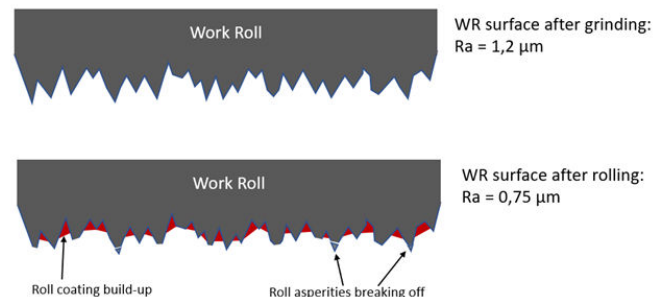 Work Roll
WR surface after grinding:
Ra = 1,2 μm
Work Roll
WR surface after rolling:
Ra = 0,75 μm
Roll coating build-up
Roll asperities breaking off